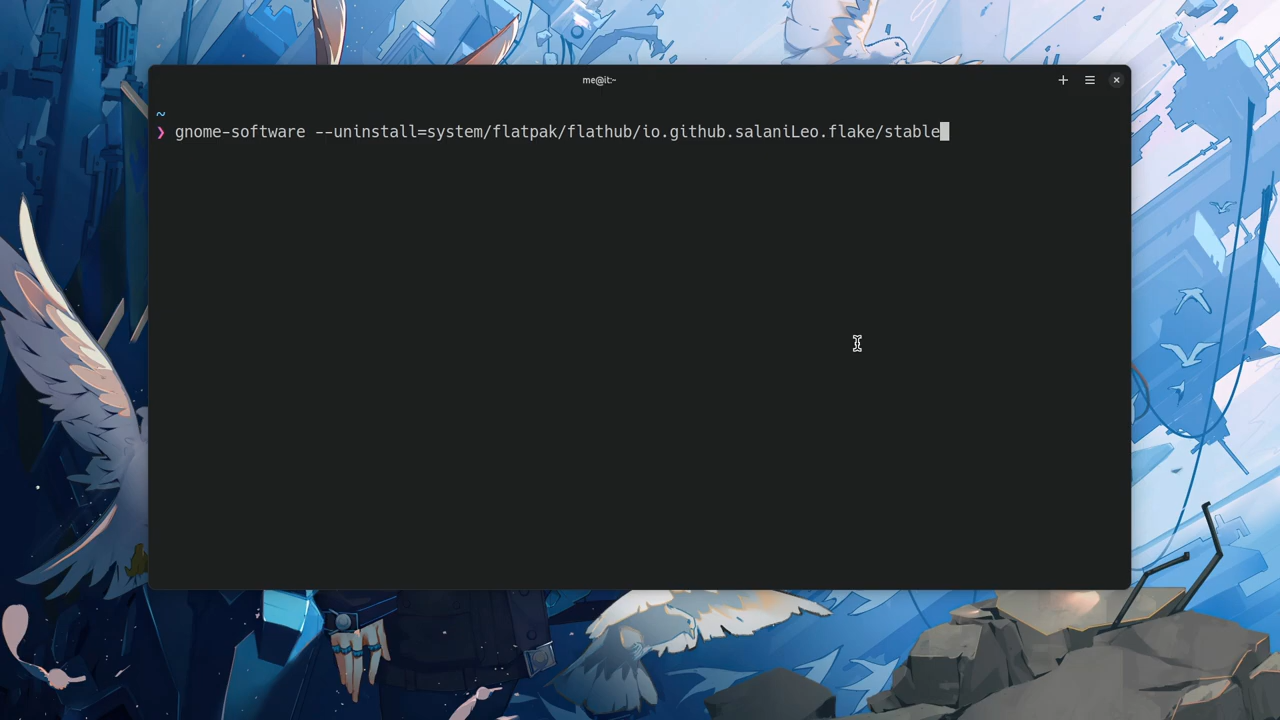 me@it:~
~
❯ gnome-software --uninstall=system/flatpak/flathub/io.github.salaniLeo.flake/stable